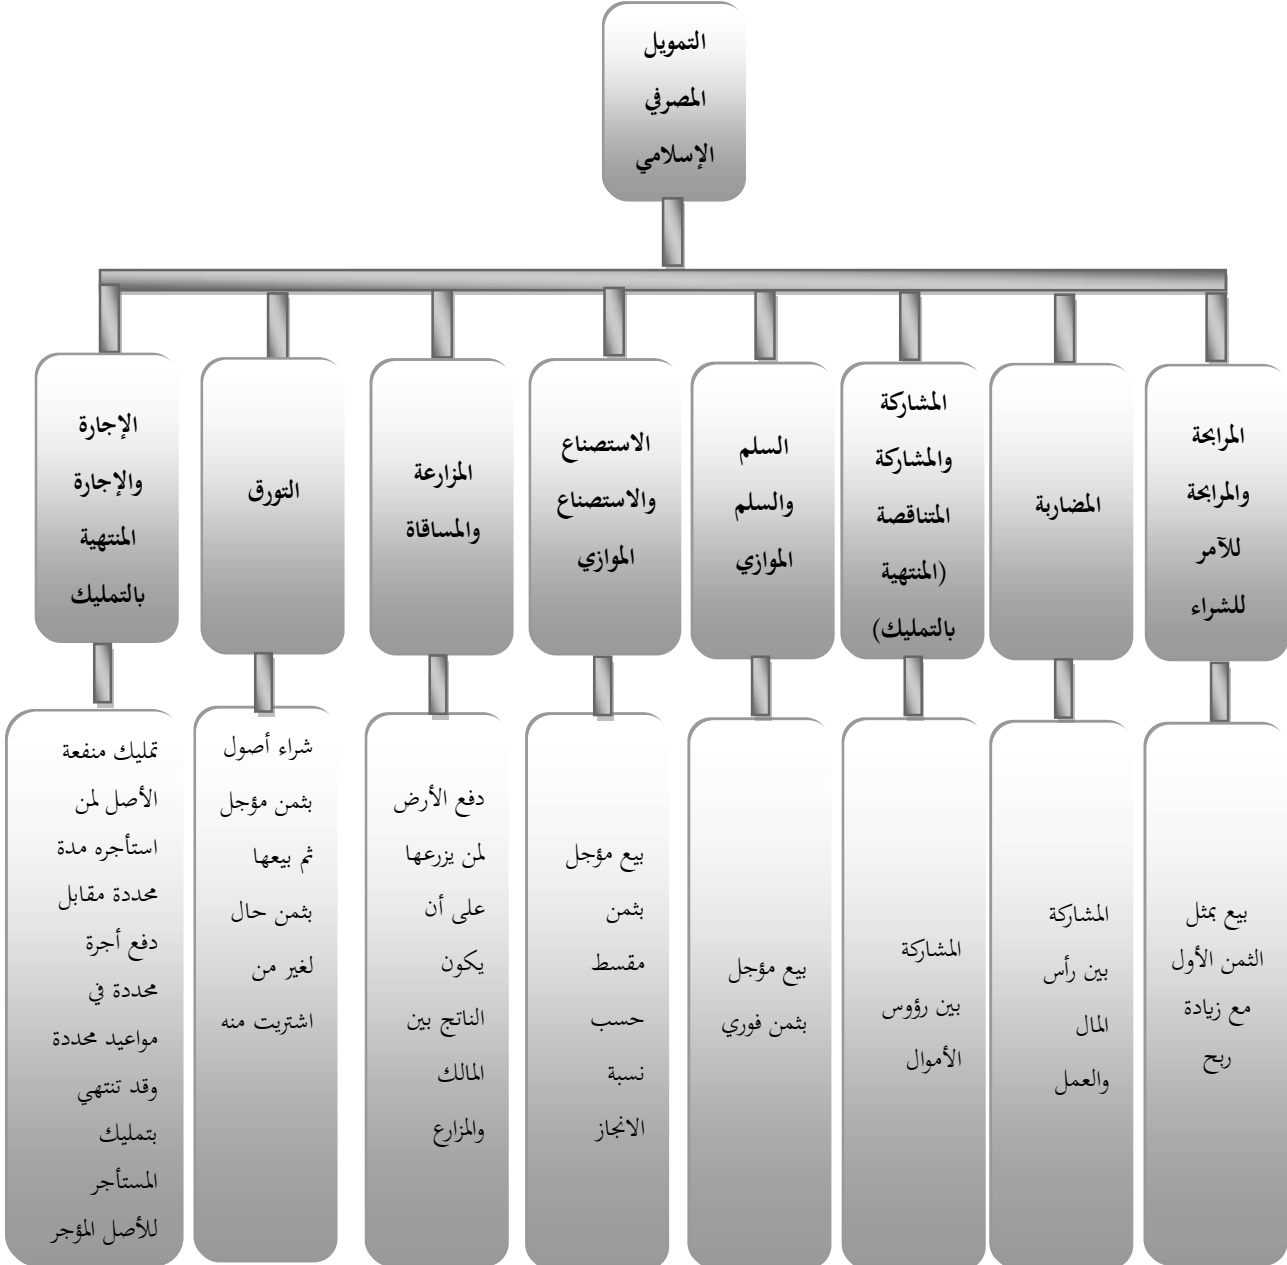 التمويل
المصرفي
الإسلامي
المرابحة
والمرابحة
للآمر
للشراء
المضاربة
المشاركة
والمشاركة
المتناقصة
(المنتهية
بالتمليك)
السلم
والسلم
الموازي
الاستصناع
والاستصناع
الموازي
المزارعة
والمساقاة
التورق
الإجارة
والإجارة
المنتهية
بالتمليك
بيع بمثل
الثمن الأول
مع زيادة
ربح
المشاركة
بين رأس
المال
والعمل
المشاركة
بين رؤوس
الأموال
بيع مؤجل
بثمن فوري
بيع مؤجل
بثمن
مقسط
حسب
نسبة
الانجاز
دفع الأرض
لمن يزرعها
على أن
يكون
الناتج بين
المالك
والمزارع
شراء أصول
بثمن مؤجل
ثم بيعها
بثمن حال
لغير من
اشتريت منه
تمليك منفعة
الأصل لمن
استأجره مدة
محددة مقابل
دفع أجرة
محددة في
مواعيد محددة
وقد تنتهي
بتمليك
المستأجر
للأصل المؤجر